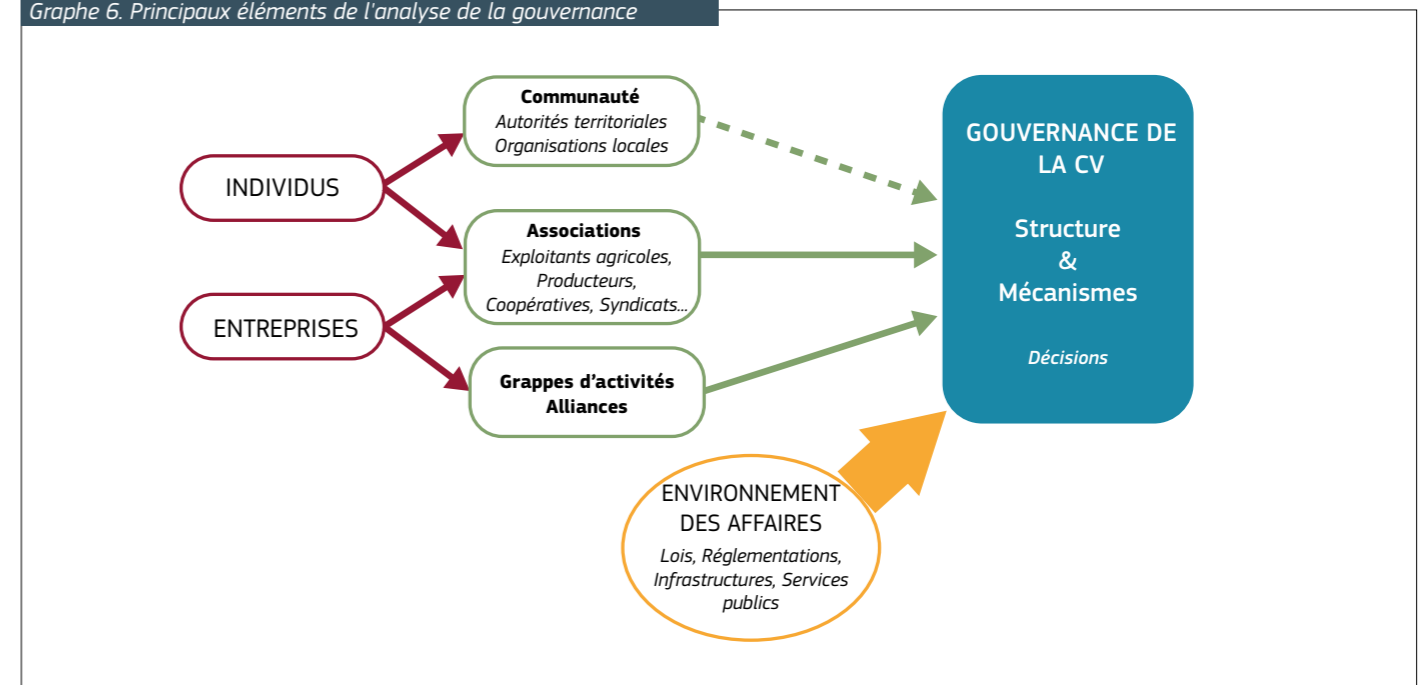 Graphe 6. Principaux éléments de l'analyse de la gouvernance
INDIVIDUS
ENTREPRISES
Communauté
Autorités territoriales
Organisations locales
Associations
Exploitants agricoles,
Producteurs,
Coopératives, Syndicats...
Grappes d’activités
Alliances
GOUVERNANCE DE
LA CV
Structure
&
Mécanismes
Décisions
ENVIRONNEMENT
DES AFFAIRES
Lois, Réglementations,
Infrastructures, Services
publics